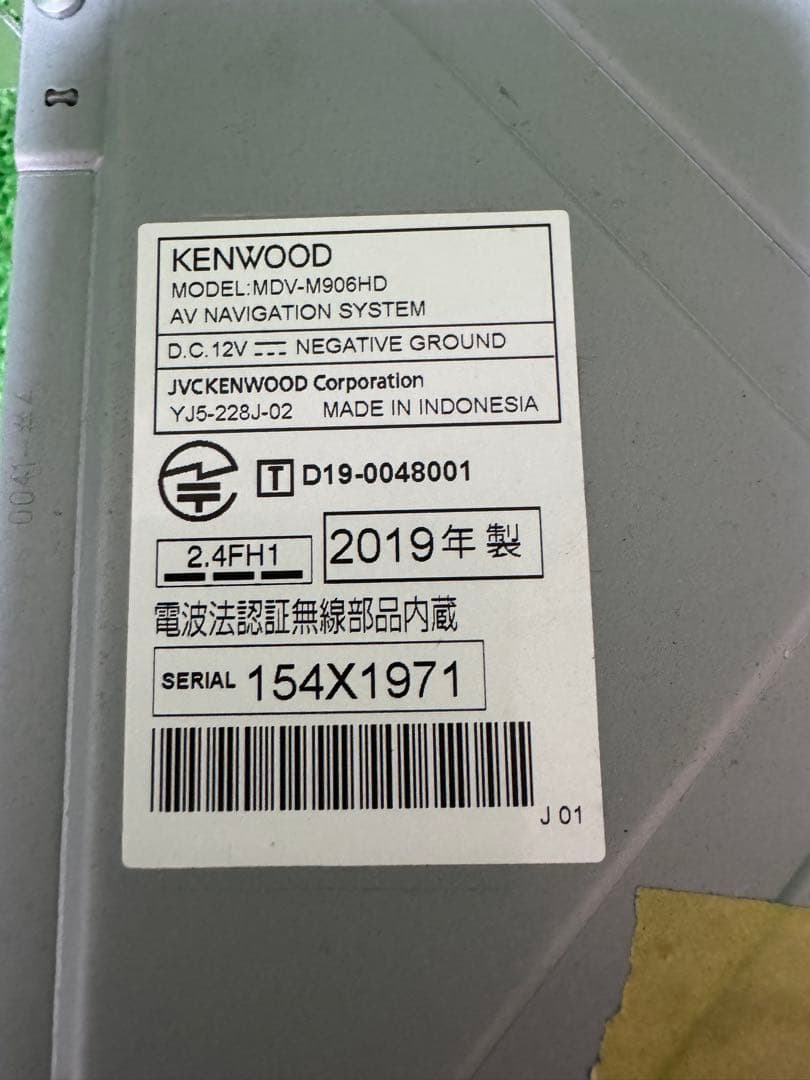 KENWOOD
MODEL:MDV-M906HD
AV NAVIGATION SYSTEM
D.C.12V NEGATIVE GROUND
JVCKENWOOD Corporation
YJ5-228J-02 MADE IN INDONESIA
T D19-0048001
2.4FH1
2019年 製
電波法認証無線部品内蔵
SERIAL 154X1971
J 01